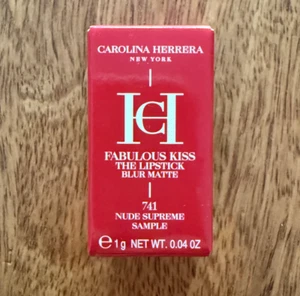 CAROLINA HERRERA
NEW YORK
CH
FABULOUS KISS
THE LIPSTICK
BLUR MATTE
741
NUDE SUPREME
SAMPLE
℮ 1g NET WT. 0.04 OZ